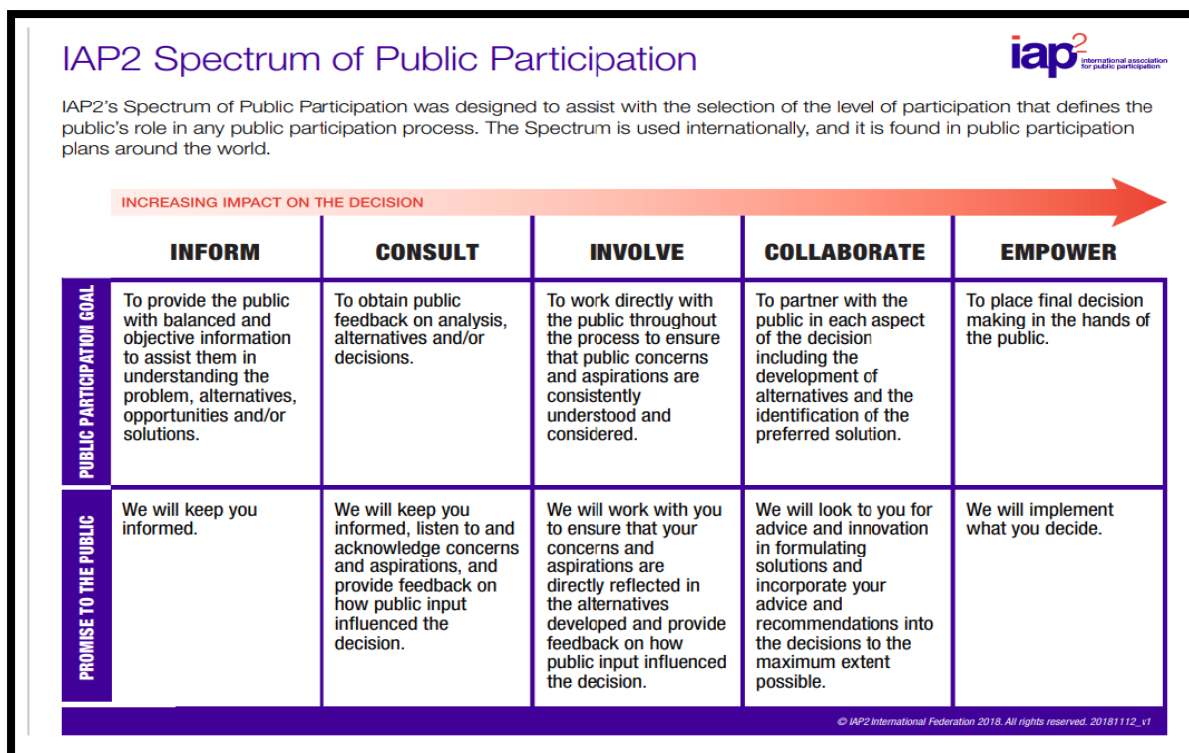 IAP2 Spectrum of Public Participation
iap2
international association
for public participation
IAP2's Spectrum of Public Participation was designed to assist with the selection of the level of participation that defines the
public's role in any public participation process. The Spectrum is used internationally, and it is found in public participation
plans around the world.
INCREASING IMPACT ON THE DECISION
INFORM
CONSULT
INVOLVE
COLLABORATE
EMPOWER
PUBLIC PARTICIPATION GOAL
To provide the public
with balanced and
objective information
to assist them in
understanding the
problem, alternatives,
opportunities and/or
solutions.
To obtain public
feedback on analysis,
alternatives and/or
decisions.
To work directly with
the public throughout
the process to ensure
that public concerns
and aspirations are
consistently
understood and
considered.
To partner with the
public in each aspect
of the decision
including the
development of
alternatives and the
identification of the
preferred solution.
To place final decision
making in the hands of
the public.
PROMISE TO THE PUBLIC
We will keep you
informed.
We will keep you
informed, listen to and
acknowledge concerns
and aspirations, and
provide feedback on
how public input
influenced the
decision.
We will work with you
to ensure that your
concerns and
aspirations are
directly reflected in
the alternatives
developed and provide
feedback on how
public input influenced
the decision.
We will look to you for
advice and innovation
in formulating
solutions and
incorporate your
advice and
recommendations into
the decisions to the
maximum extent
possible.
We will implement
what you decide.
© IAP2 International Federation 2018. All rights reserved. 20181112_v1